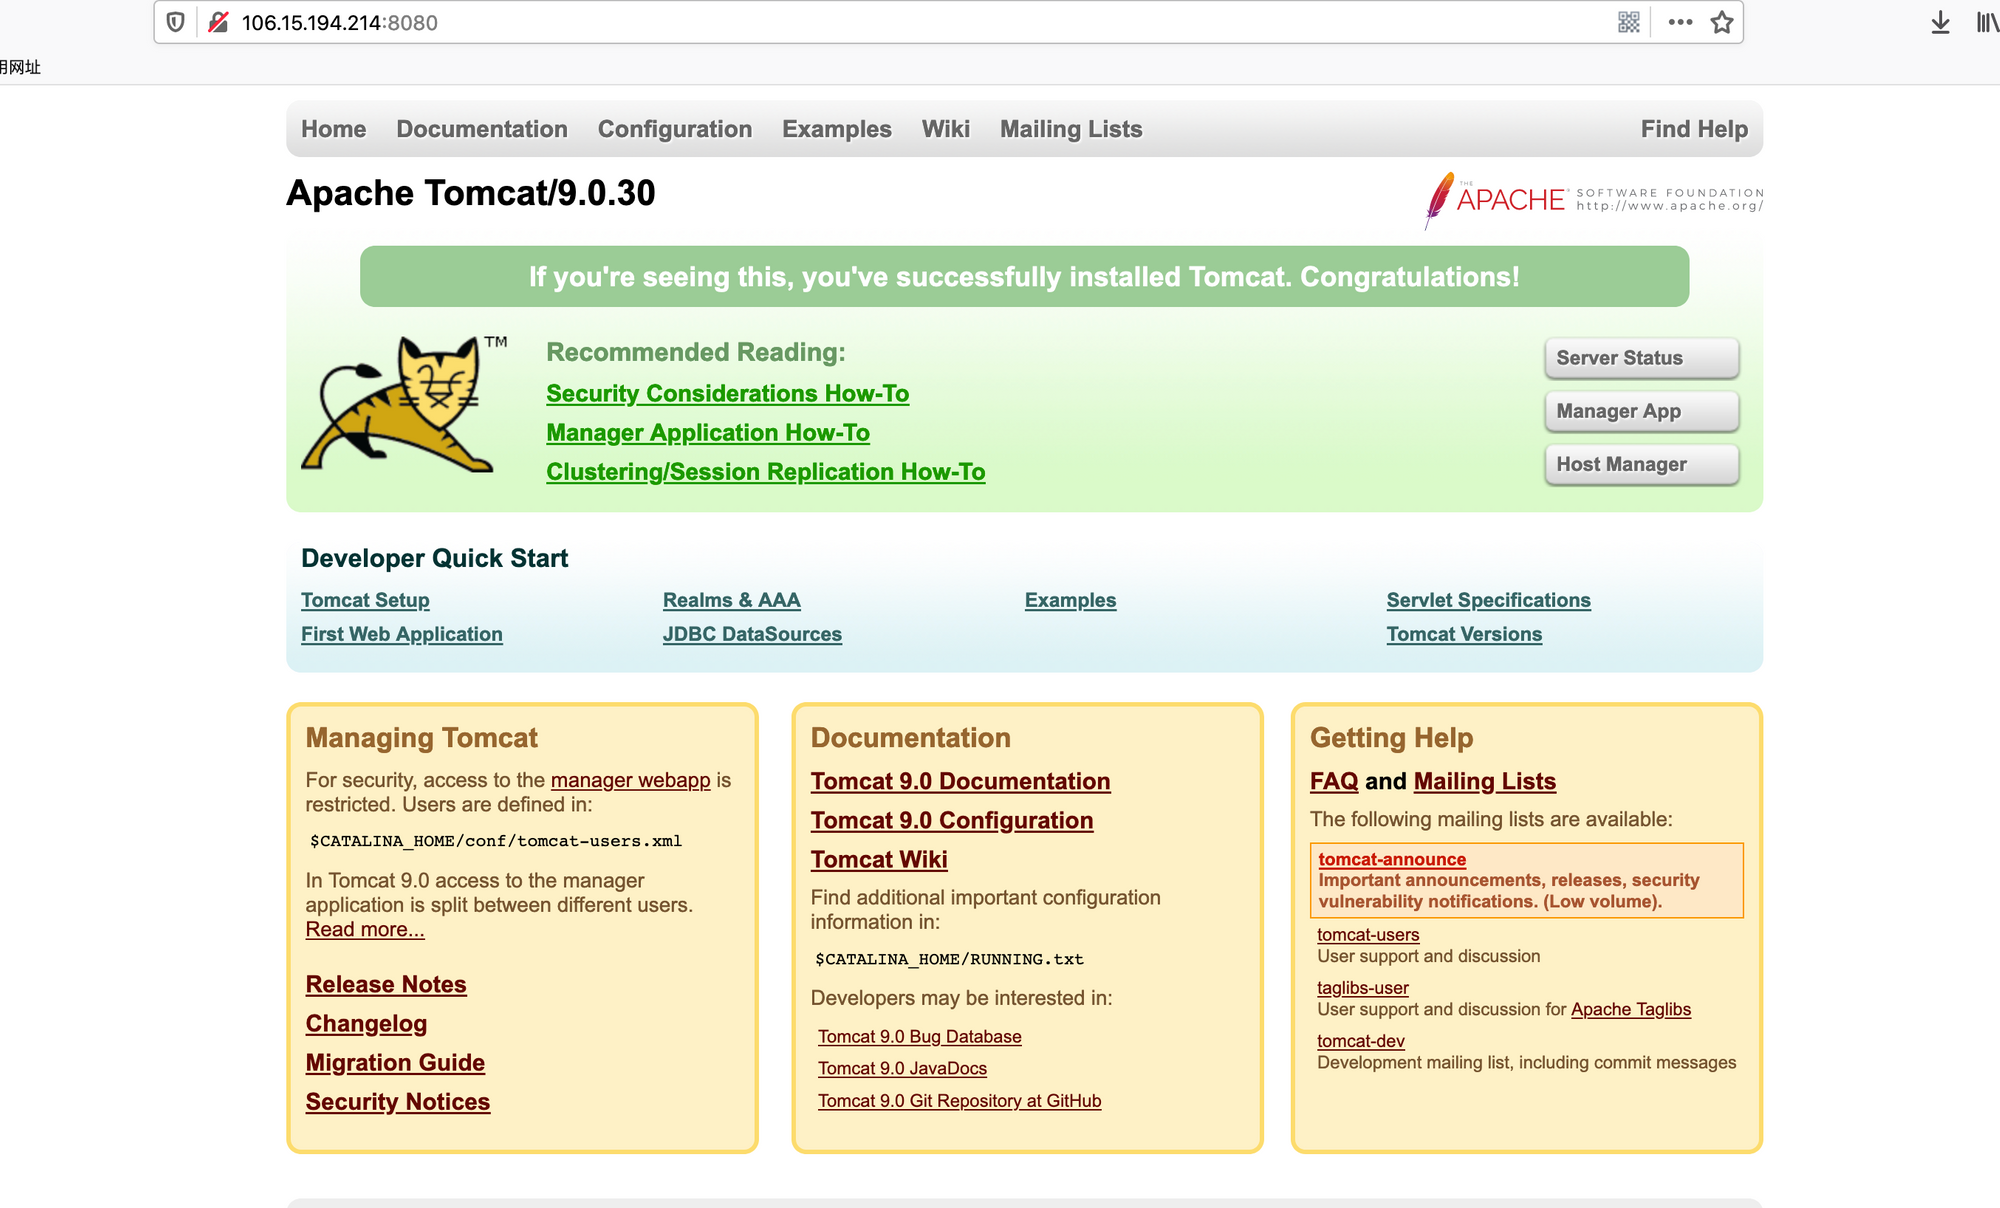 106.15.194.214:8080
用网址
Home Documentation Configuration Examples Wiki Mailing Lists Find Help
Apache Tomcat/9.0.30
THE APACHE® SOFTWARE FOUNDATION
http://www.apache.org/
If you're seeing this, you've successfully installed Tomcat. Congratulations!
TM
Recommended Reading:
Security Considerations How-To
Manager Application How-To
Clustering/Session Replication How-To
Server Status
Manager App
Host Manager
Developer Quick Start
Tomcat Setup
First Web Application
Realms & AAA
JDBC DataSources
Examples
Servlet Specifications
Tomcat Versions
Managing Tomcat
For security, access to the manager webapp is
restricted. Users are defined in:
$CATALINA_HOME/conf/tomcat-users.xml
In Tomcat 9.0 access to the manager
application is split between different users.
Read more...
Release Notes
Changelog
Migration Guide
Security Notices
Documentation
Tomcat 9.0 Documentation
Tomcat 9.0 Configuration
Tomcat Wiki
Find additional important configuration
information in:
$CATALINA_HOME/RUNNING.txt
Developers may be interested in:
Tomcat 9.0 Bug Database
Tomcat 9.0 JavaDocs
Tomcat 9.0 Git Repository at GitHub
Getting Help
FAQ and Mailing Lists
The following mailing lists are available:
tomcat-announce
Important announcements, releases, security
vulnerability notifications. (Low volume).
tomcat-users
User support and discussion
taglibs-user
User support and discussion for Apache Taglibs
tomcat-dev
Development mailing list, including commit messages